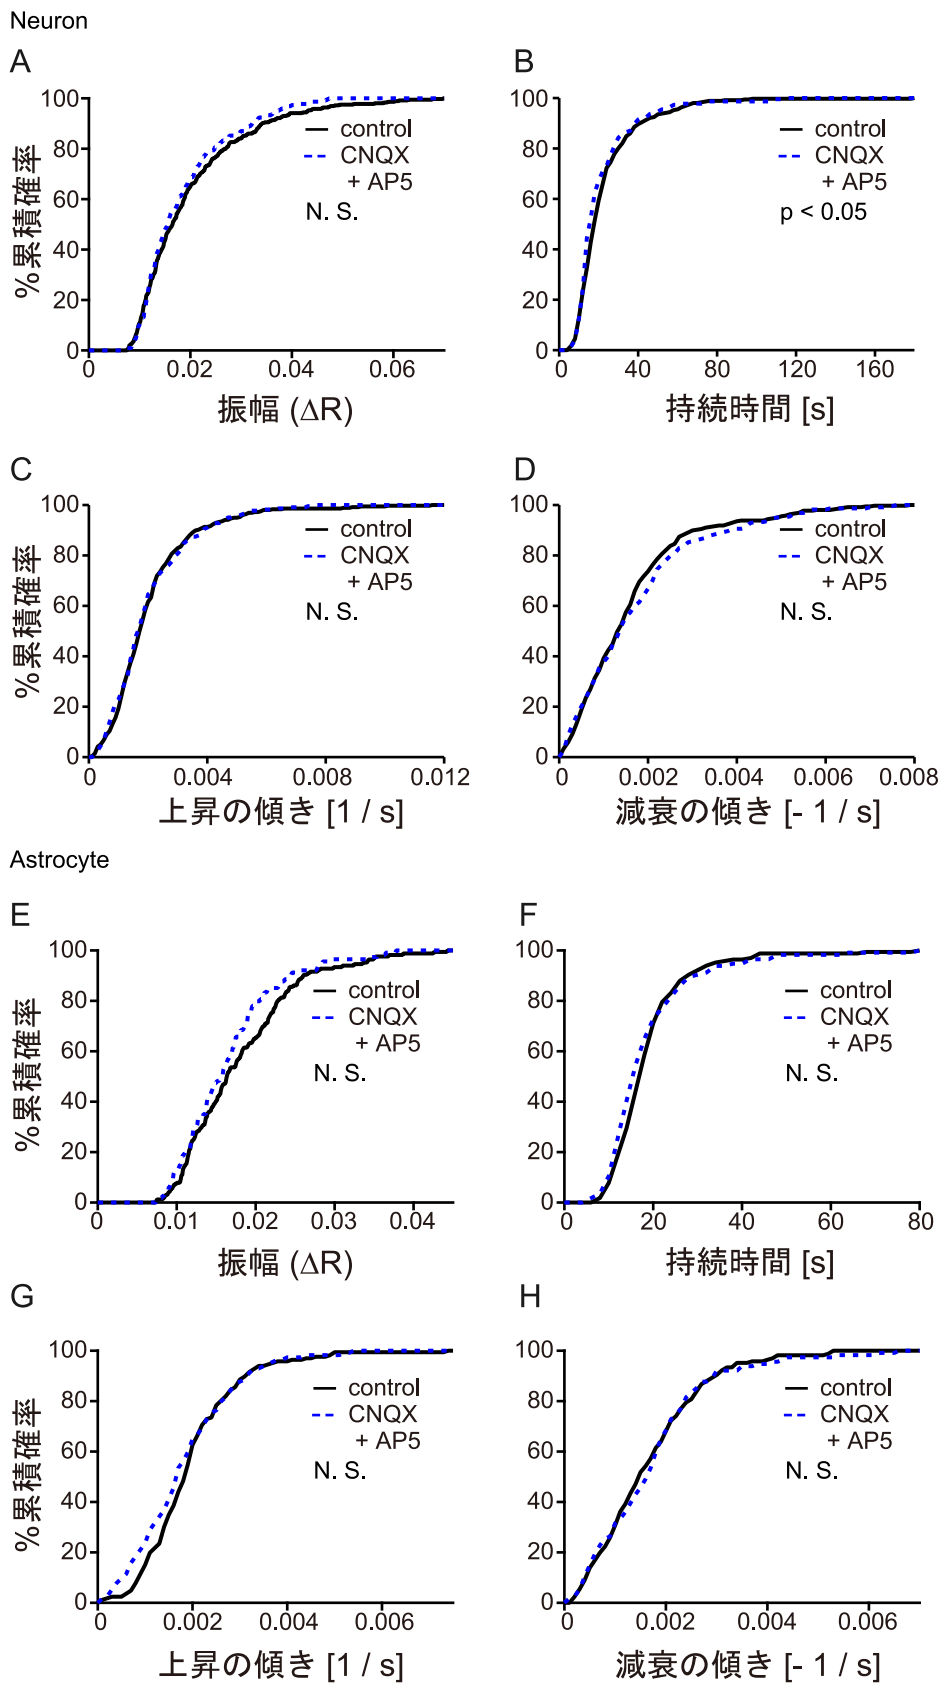 Neuron
A
100
80
60
40
20
0
%累積確率
control
CNQX
+ AP5
N. S.
0
0.02
0.04
0.06
振幅 (ΔR)
B
100
80
60
40
20
0
control
CNQX
+ AP5
p < 0.05
0
40
80
120
160
持続時間 [s]
C
100
80
60
40
20
0
%累積確率
control
CNQX
+ AP5
N. S.
0
0.004
0.008
0.012
上昇の傾き [1 / s]
D
100
80
60
40
20
0
control
CNQX
+ AP5
N. S.
0
0.002
0.004
0.006
0.008
減衰の傾き [- 1 / s]
Astrocyte
E
100
80
60
40
20
0
%累積確率
control
CNQX
+ AP5
N. S.
0
0.01
0.02
0.03
0.04
振幅 (ΔR)
F
100
80
60
40
20
0
control
CNQX
+ AP5
N. S.
0
20
40
60
80
持続時間 [s]
G
100
80
60
40
20
0
%累積確率
control
CNQX
+ AP5
N. S.
0
0.002
0.004
0.006
上昇の傾き [1 / s]
H
100
80
60
40
20
0
control
CNQX
+ AP5
N. S.
0
0.002
0.004
0.006
減衰の傾き [- 1 / s]